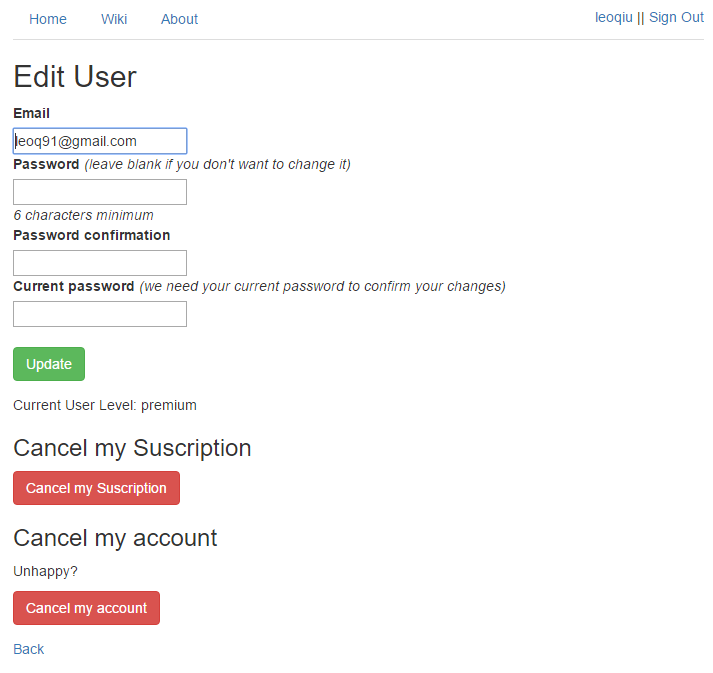 Home Wiki About leoqiu || Sign Out
Edit User
Email
leoq91@gmail.com
Password (leave blank if you don't want to change it)
6 characters minimum
Password confirmation
Current password (we need your current password to confirm your changes)
Update
Current User Level: premium
Cancel my Suscription
Cancel my Suscription
Cancel my account
Unhappy?
Cancel my account
Back